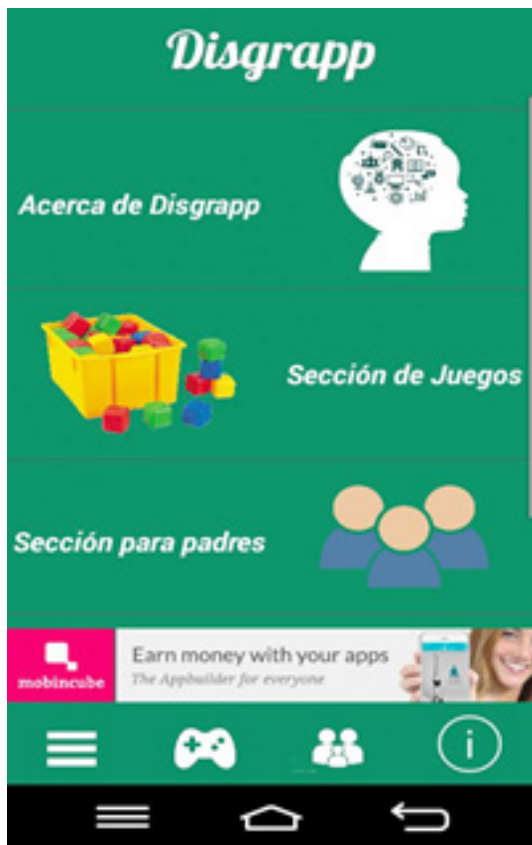 Disgrapp
Acerca de Disgrapp
Sección de Juegos
Sección para padres
mobincube
Earn money with your apps
The Appbuilder for everyone
i